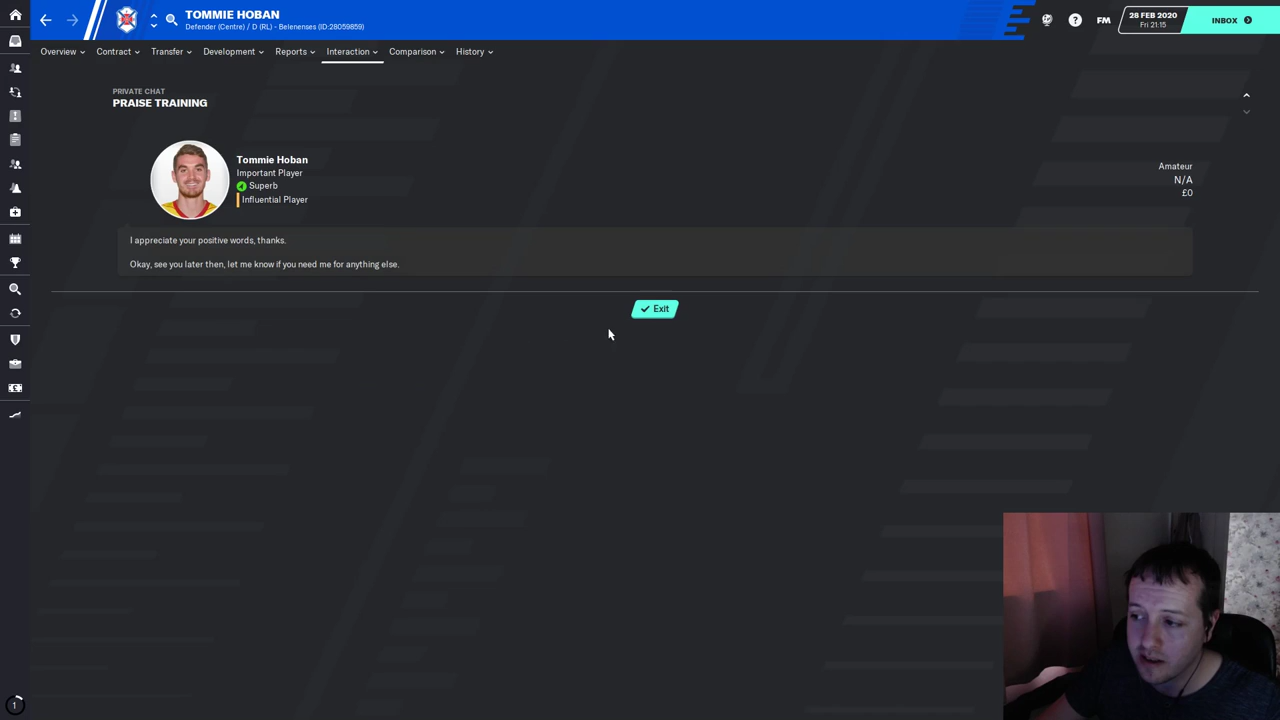 TOMMIE HOBAN
Defender (Centre) / D (RL) - Belenenses (ID:28059859)
FM
28 FEB 2020
Fri 21:15
INBOX
Overview
Contract
Transfer
Development
Reports
Interaction
Comparison
History
PRIVATE CHAT
PRAISE TRAINING
Tommie Hoban
Important Player
Superb
Influential Player
Amateur
N/A
£0
I appreciate your positive words, thanks.
Okay, see you later then, let me know if you need me for anything else.
Exit
1